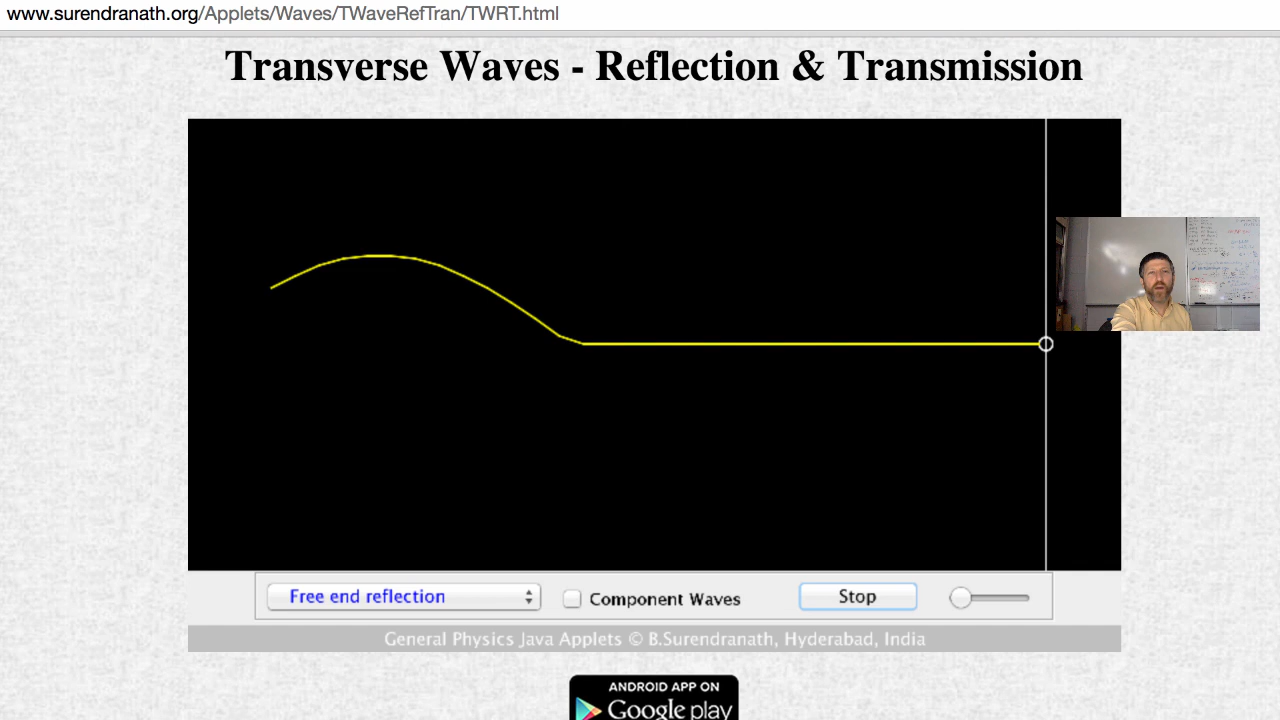 www.surendranath.org/Applets/Waves/TWaveRefTran/TWRT.html
Transverse Waves - Reflection & Transmission
Free end reflection
Component Waves
Stop
General Physics Java Applets © B.Surendranath, Hyderabad, India
ANDROID APP ON
Google play